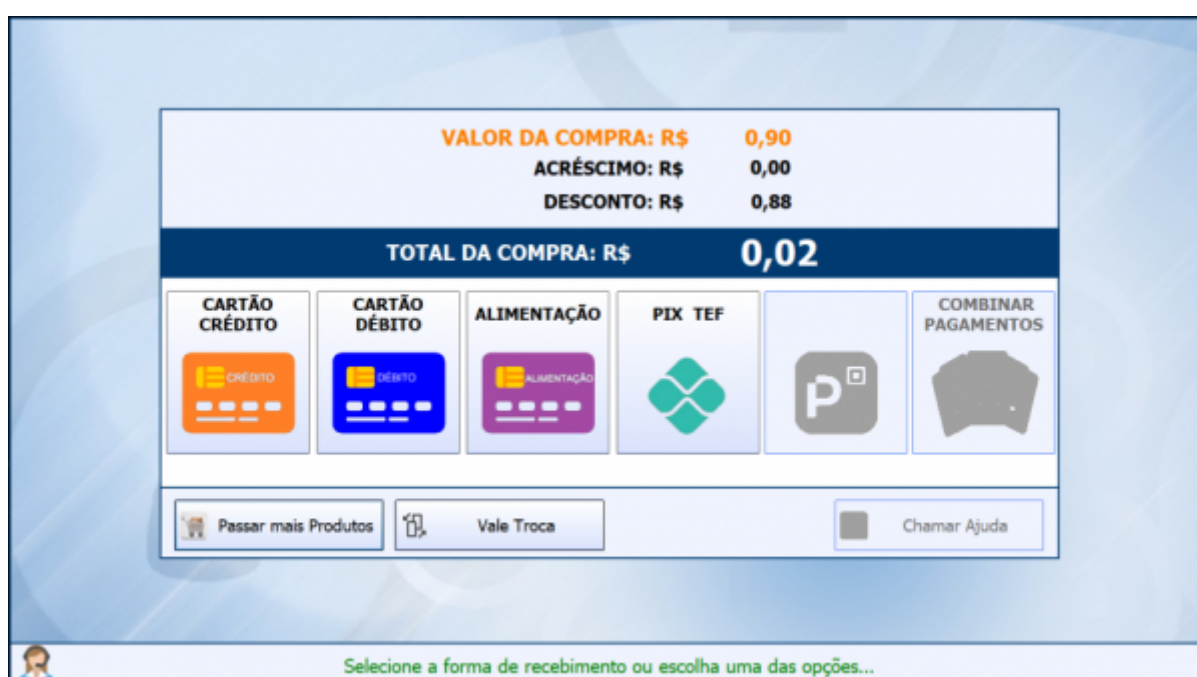 VALOR DA COMPRA: R$ 0,90
ACRÉSCIMO: R$ 0,00
DESCONTO: R$ 0,88
TOTAL DA COMPRA: R$ 0,02
CARTÃO
CRÉDITO
CRÉDITO
CARTÃO
DÉBITO
DÉBITO
ALIMENTAÇÃO
ALIMENTAÇÃO
PIX TEF
P
COMBINAR
PAGAMENTOS
Passar mais Produtos
Vale Troca
Chamar Ajuda
Selecione a forma de recebimento ou escolha uma das opções...